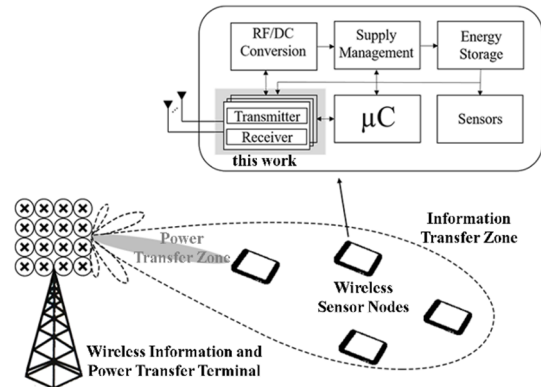 RF/DC
Conversion
Supply
Management
Energy
Storage
Transmitter
Receiver
µC
Sensors
this work
Power
Transfer Zone
Information
Transfer Zone
Wireless
Sensor Nodes
Wireless Information and
Power Transfer Terminal